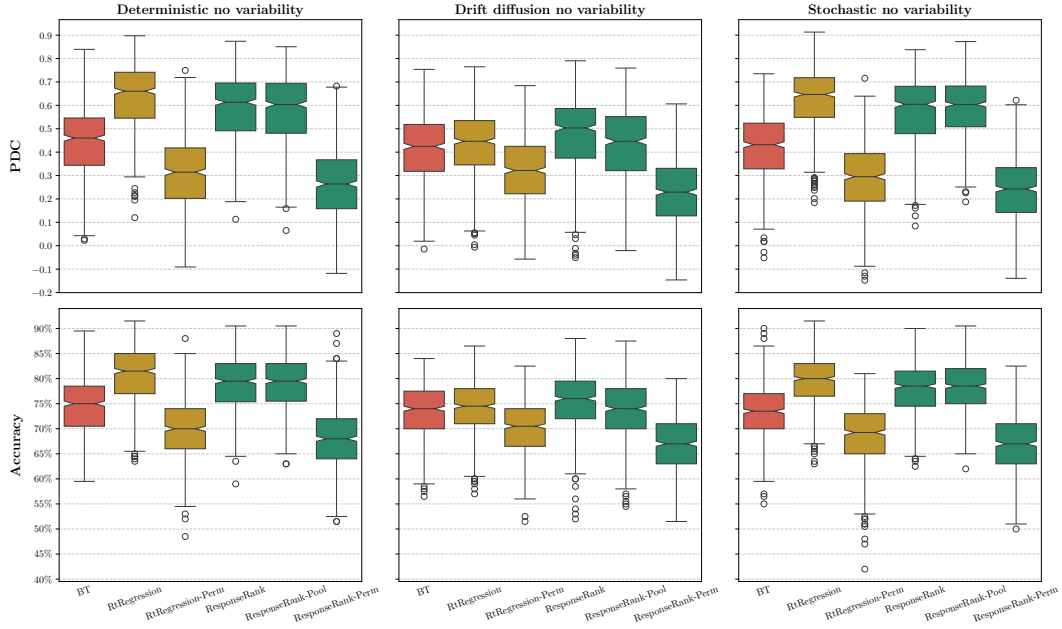 Deterministic no variability
Drift diffusion no variability
Stochastic no variability
PDC
0.9
0.8
0.7
0.6
0.5
0.4
0.3
0.2
0.1
0.0
−0.1
−0.2
Accuracy
90%
85%
80%
75%
70%
65%
60%
55%
50%
45%
40%
BT
RtRegression
RtRegression-Perm
ResponseRank
ResponseRank-Pool
ResponseRank-Perm
BT
RtRegression
RtRegression-Perm
ResponseRank
ResponseRank-Pool
ResponseRank-Perm
BT
RtRegression
RtRegression-Perm
ResponseRank
ResponseRank-Pool
ResponseRank-Perm